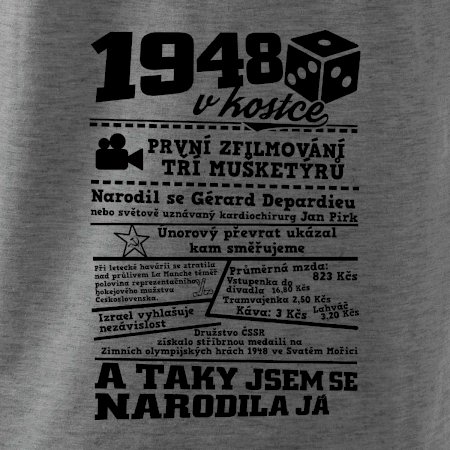 1948
v kostce
PRVNÍ ZFILMOVÁNÍ
TŘÍ MUŠKETÝRŮ
Narodil se Gérard Depardieu
nebo světově uznávaný kardiochirurg Jan Pirk
Únorový převrat ukázal
kam směřujeme
Při letecké havárii se ztratila
nad průlivem La Manche téměř
polovina reprezentačního
hokejového mužstva
Československa.
Průměrná mzda:
823 Kčs
Vstupenka do
divadla 16,80 Kčs
Tramvajenka 2,50 Kčs
Káva: 3 Kčs
Lahváč
3,20 Kčs
Izrael vyhlašuje
nezávislost
Družstvo ČSSR
získalo stříbrnou medaili na
Zimních olympijských hrách 1948 ve Svatém Mořici
A TAKY JSEM SE
NARODILA JÁ